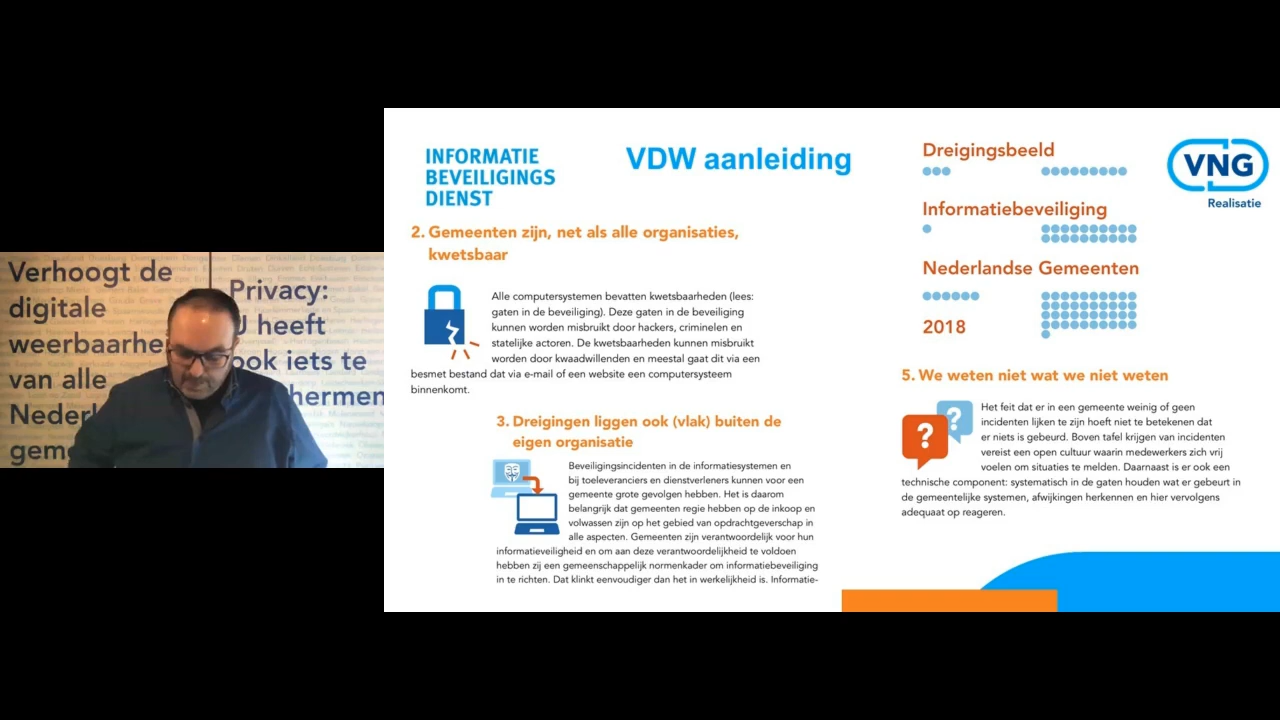 Verhoogt de
digitale
weerbaarhei
van alle
Neder
gem
Privacy:
U heeft
ook iets te
hermen
INFORMATIE
BEVEILIGINGS
DIENST
VDW aanleiding
2. Gemeenten zijn, net als alle organisaties,
kwetsbaar
Alle computersystemen bevatten kwetsbaarheden (lees:
gaten in de beveiliging). Deze gaten in de beveiliging
kunnen worden misbruikt door hackers, criminelen en
statelijke actoren. De kwetsbaarheden kunnen misbruikt
worden door kwaadwillenden en meestal gaat dit via een
besmet bestand dat via e-mail of een website een computersysteem
binnenkomt.
3. Dreigingen liggen ook (vlak) buiten de
eigen organisatie
Beveiligingsincidenten in de informatiesystemen en
bij toeleveranciers en dienstverleners kunnen voor een
gemeente grote gevolgen hebben. Het is daarom
belangrijk dat gemeenten regie hebben op de inkoop en
volwassen zijn op het gebied van opdrachtgeverschap in
alle aspecten. Gemeenten zijn verantwoordelijk voor hun
informatieveiligheid en om aan deze verantwoordelijkheid te voldoen
hebben zij een gemeenschappelijk normenkader om informatiebeveiliging
in te richten. Dat klinkt eenvoudiger dan het in werkelijkheid is. Informatie-
Dreigingsbeeld
Informatiebeveiliging
Nederlandse Gemeenten
2018
VNG
Realisatie
5. We weten niet wat we niet weten
Het feit dat er in een gemeente weinig of geen
incidenten lijken te zijn hoeft niet te betekenen dat
er niets is gebeurd. Boven tafel krijgen van incidenten
vereist een open cultuur waarin medewerkers zich vrij
voelen om situaties te melden. Daarnaast is er ook een
technische component: systematisch in de gaten houden wat er gebeurt in
de gemeentelijke systemen, afwijkingen herkennen en hier vervolgens
adequaat op reageren.